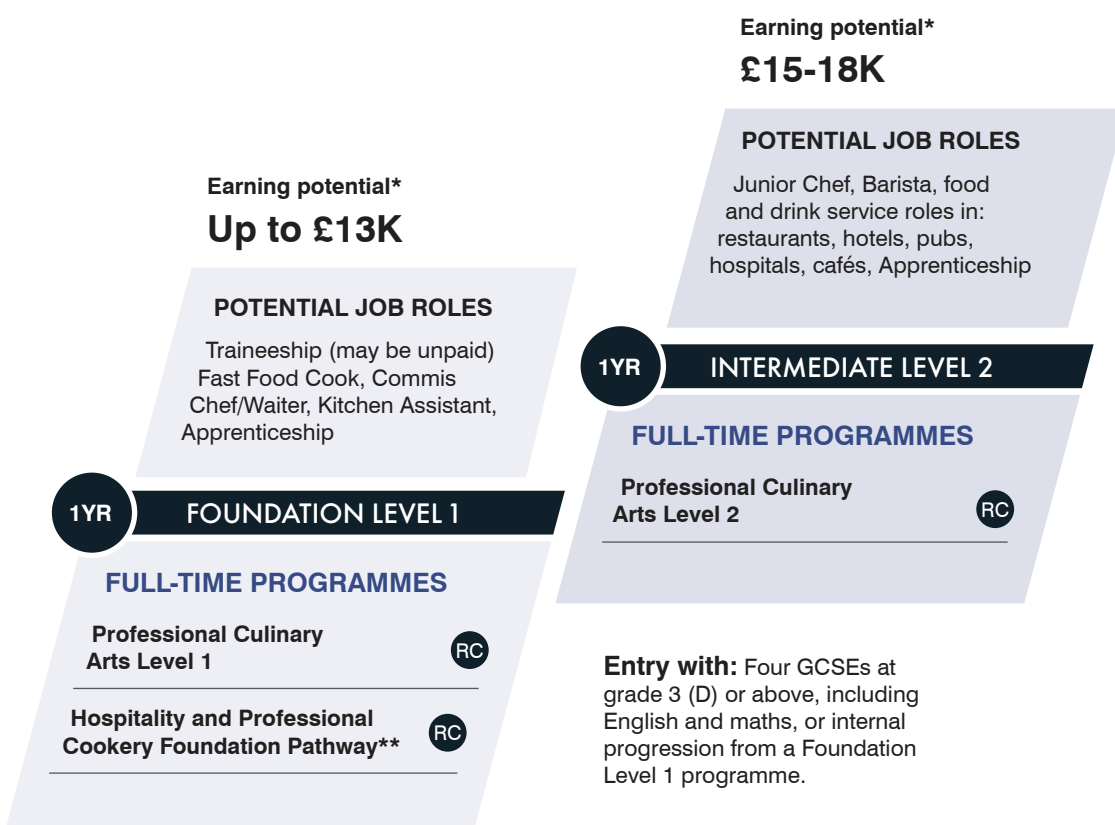 Earning potential*
Up to £13K
POTENTIAL JOB ROLES
Traineeship (may be unpaid)
Fast Food Cook, Commis
Chef/Waiter, Kitchen Assistant,
Apprenticeship
1YR
FOUNDATION LEVEL 1
FULL-TIME PROGRAMMES
Professional Culinary
Arts Level 1
RC
Hospitality and Professional
Cookery Foundation Pathway**
RC
Earning potential*
£15-18K
POTENTIAL JOB ROLES
Junior Chef, Barista, food
and drink service roles in:
restaurants, hotels, pubs,
hospitals, cafés, Apprenticeship
1YR
INTERMEDIATE LEVEL 2
FULL-TIME PROGRAMMES
Professional Culinary
Arts Level 2
RC
Entry with: Four GCSEs at
grade 3 (D) or above, including
English and maths, or internal
progression from a Foundation
Level 1 programme.